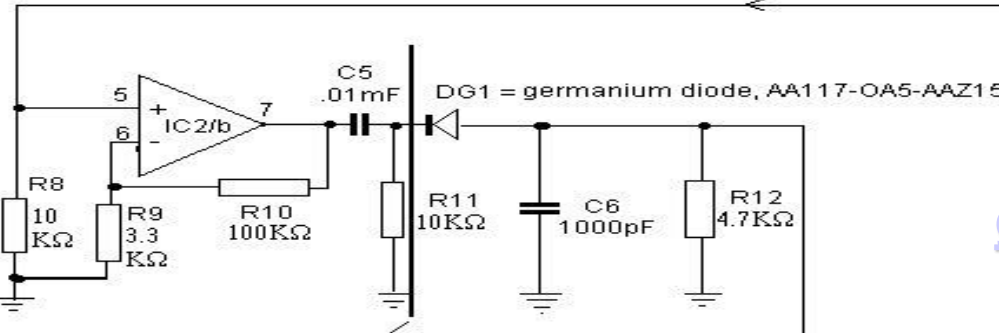 C5
.01mF
DG1 = germanium diode, AA117-OA5-AAZ15
5
+
IC2/b
7
6
-
R8
10
KΩ
R9
3.3
KΩ
R10
100KΩ
R11
10KΩ
C6
1000pF
R12
4.7KΩ